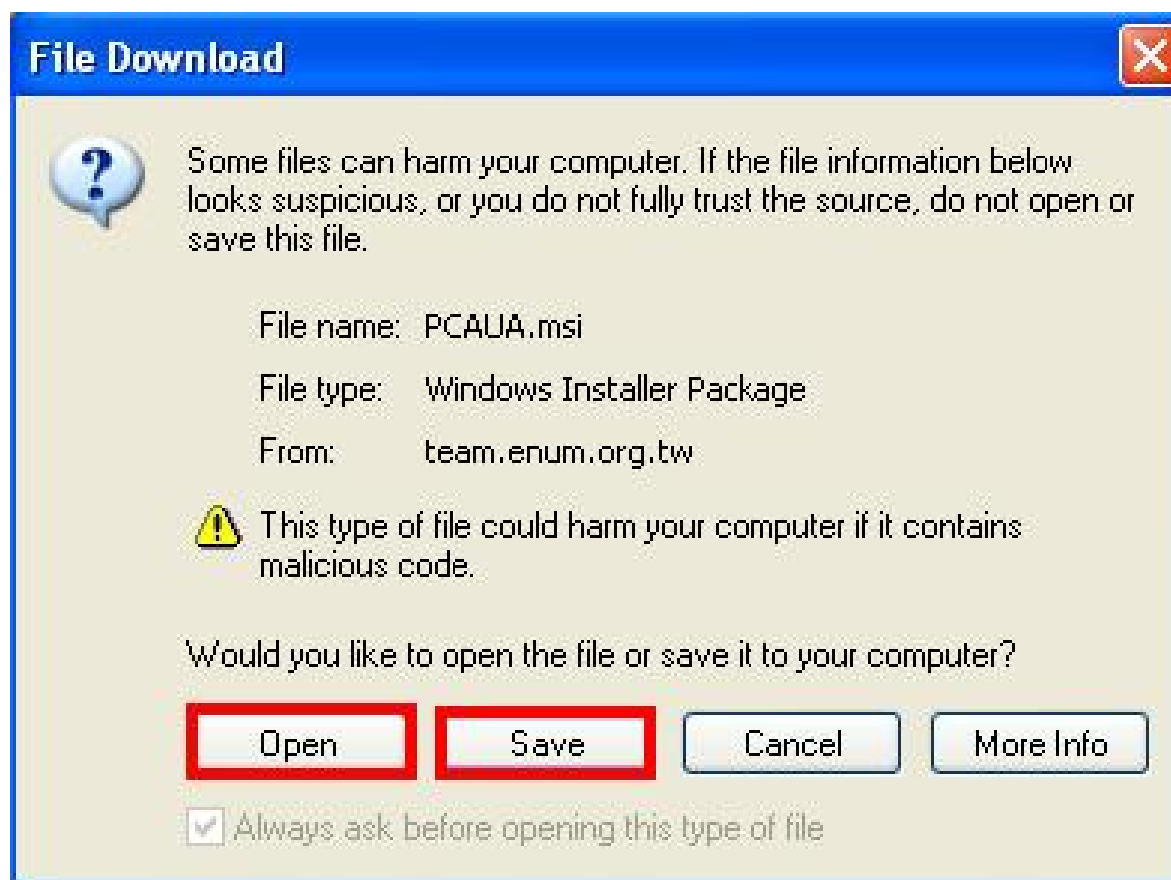 File Download
Some files can harm your computer. If the file information below
looks suspicious, or you do not fully trust the source, do not open or
save this file.
File name: PCAUA.msi
File type: Windows Installer Package
From: team.enum.org.tw
This type of file could harm your computer if it contains
malicious code.
Would you like to open the file or save it to your computer?
Open Save Cancel More Info
Always ask before opening this type of file